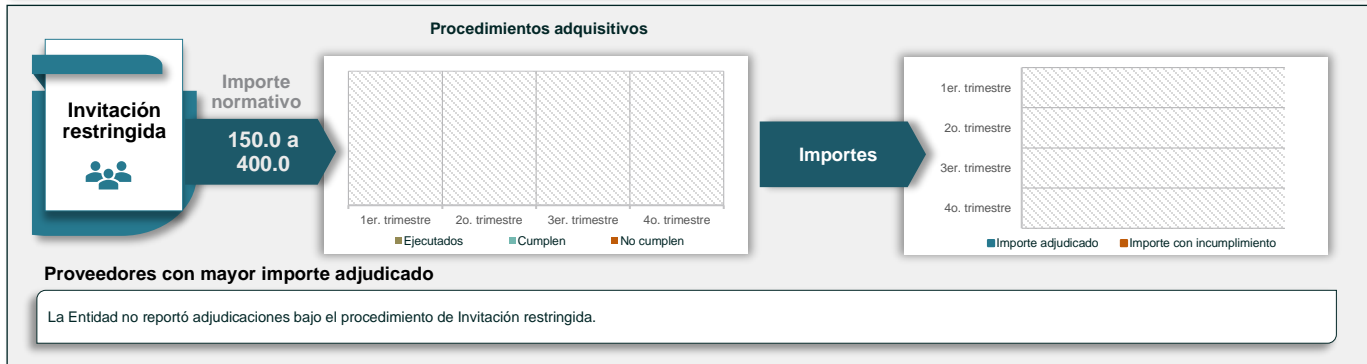 Procedimientos adquisitivos
Invitación
restringida
Importe
normativo
150.0 a
400.0
1er. trimestre
2o. trimestre
3er. trimestre
4o. trimestre
Ejecutados
Cumplen
No cumplen
Importes
1er. trimestre
2o. trimestre
3er. trimestre
4o. trimestre
Importe adjudicado
Importe con incumplimiento
Proveedores con mayor importe adjudicado
La Entidad no reportó adjudicaciones bajo el procedimiento de Invitación restringida.